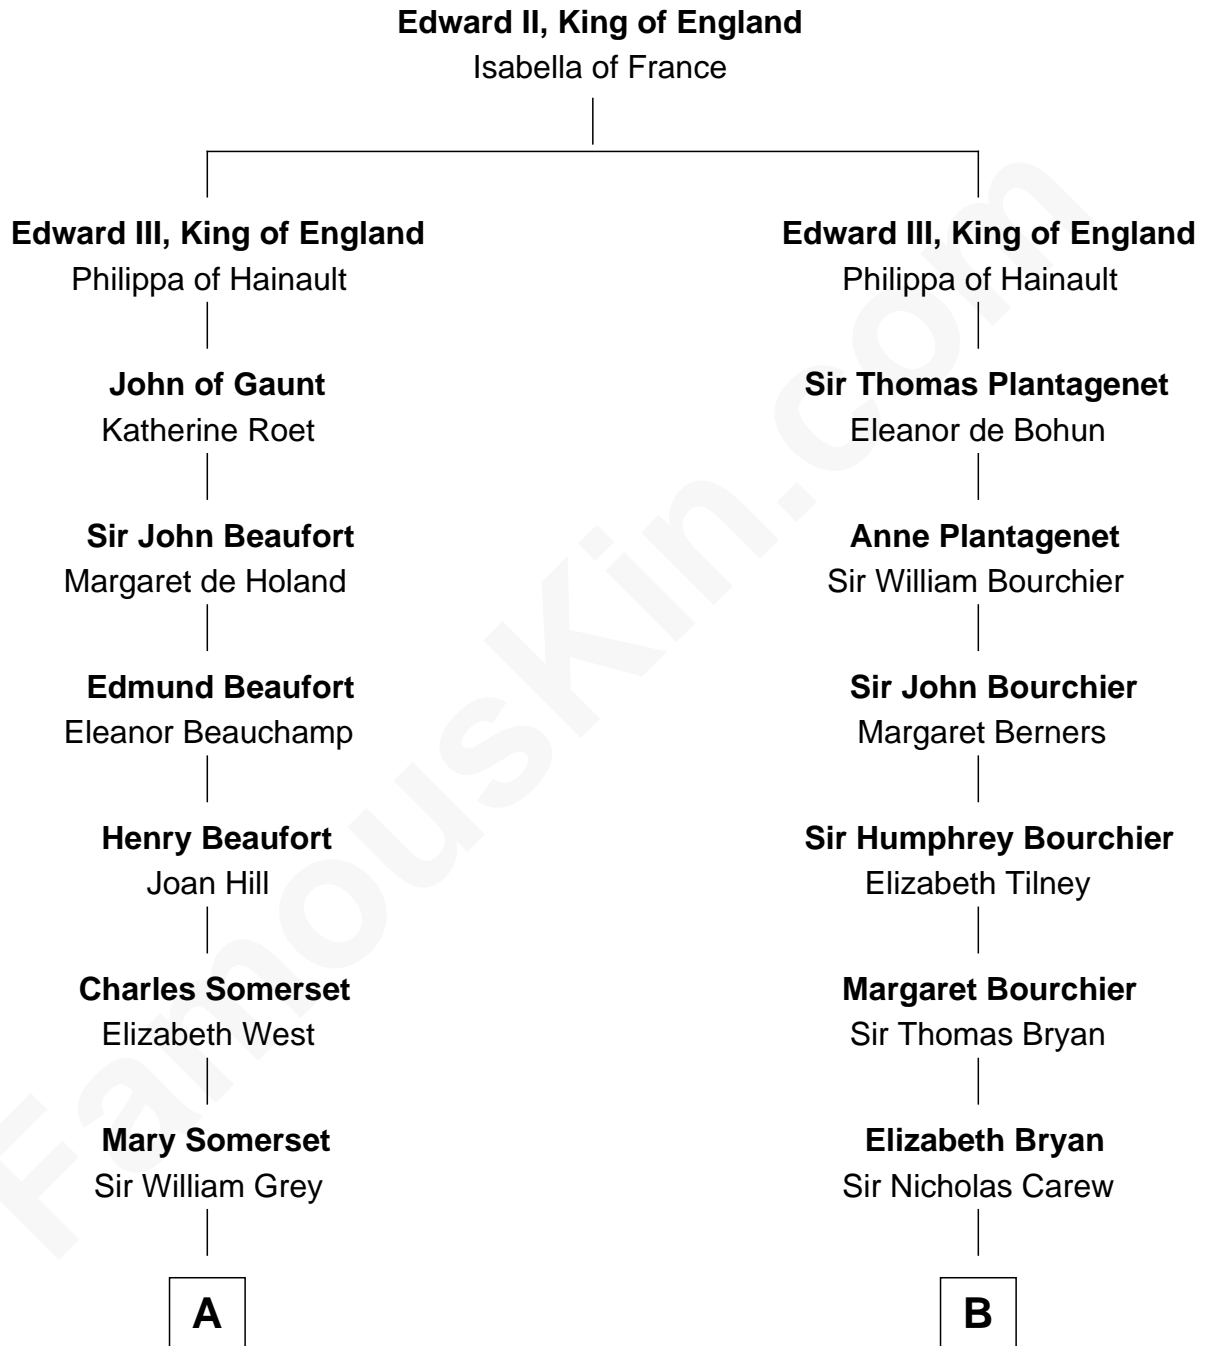 Edward II, King of England
Isabella of France
Edward III, King of England
Philippa of Hainault
John of Gaunt
Katherine Roet
Sir John Beaufort
Margaret de Holand
Edmund Beaufort
Eleanor Beauchamp
Henry Beaufort
Joan Hill
Charles Somerset
Elizabeth West
Mary Somerset
Sir William Grey
A
Edward III, King of England
Philippa of Hainault
Sir Thomas Plantagenet
Eleanor de Bohun
Anne Plantagenet
Sir William Bourchier
Sir John Bourchier
Margaret Berners
Sir Humphrey Bourchier
Elizabeth Tilney
Margaret Bourchier
Sir Thomas Bryan
Elizabeth Bryan
Sir Nicholas Carew
B
FamousKin.com